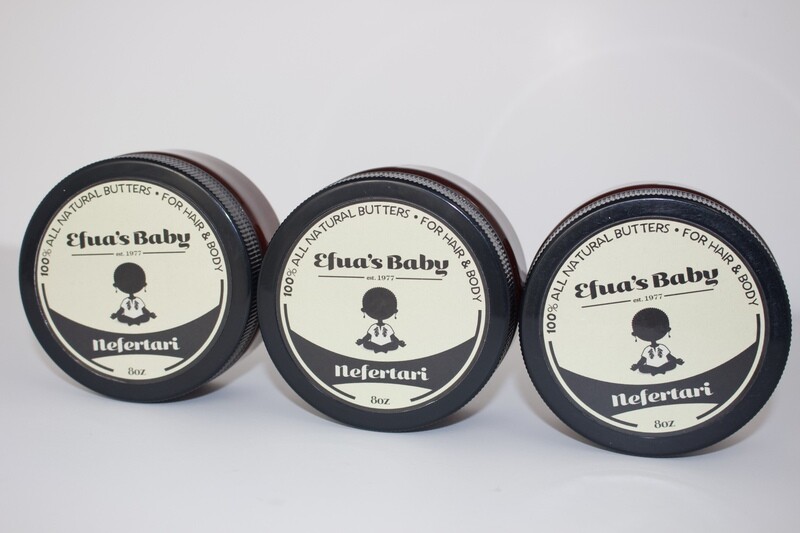 100% ALL NATURAL BUTTERS • FOR HAIR & BODY
Efua's Baby
est. 1977
Nefertari
8oz
100% ALL NATURAL BUTTERS • FOR HAIR & BODY
Efua's Baby
est. 1977
Nefertari
8oz
100% ALL NATURAL BUTTERS • FOR HAIR & BODY
Efua's Baby
est. 1977
Nefertari
8oz